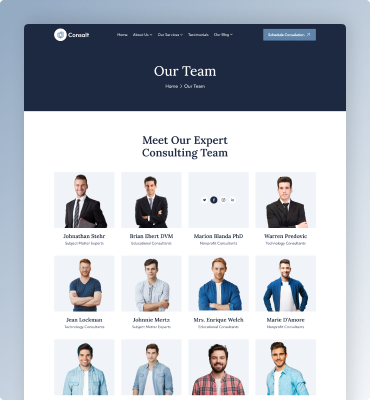 Consalt
Home About Us Our Services Testimonials Our Blog
Schedule Consultation
Our Team
Home > Our Team
Meet Our Expert
Consulting Team
Johnathan Stehr
Subject Matter Experts
Brian Ebert DVM
Educational Consultants
Marion Blanda PhD
Nonprofit Consultants
Warren Predovic
Technology Consultants
Jean Lockman
Technology Consultants
Johnnie Mertz
Subject Matter Experts
Mrs. Enrique Welch
Educational Consultants
Marie D'Amore
Nonprofit Consultants